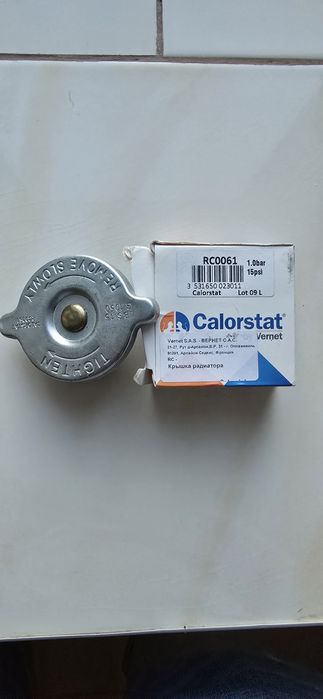 REMOVE SLOWLY
TIGHTEN
RC0061
1.0bar
15psi
3 531650 023011
Calorstat Lot 09 L
Calorstat
by Vernet
Vernet S.A.S - ВЕРНЕТ С.А.С.
RC -
Крышка радиатора